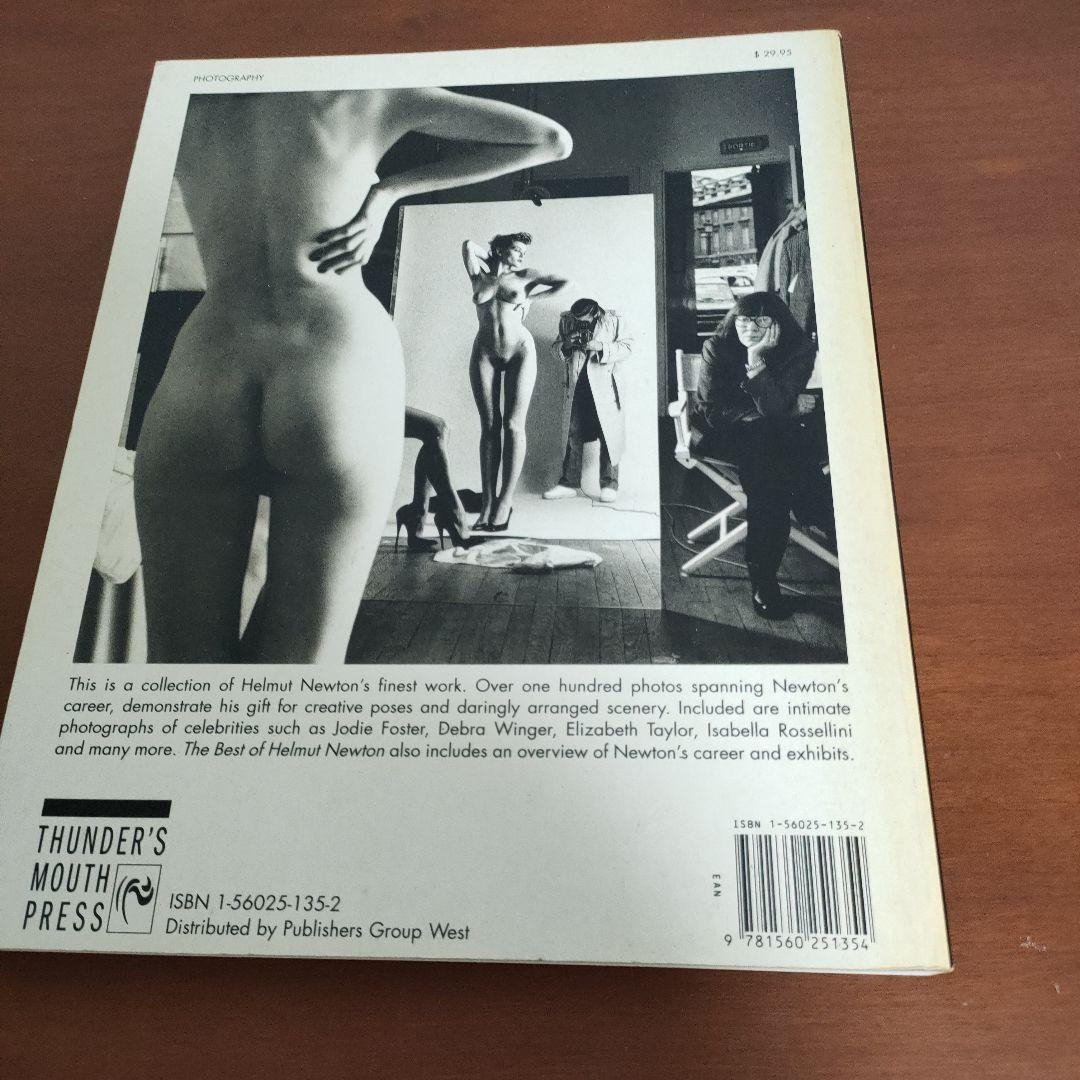 PHOTOGRAPHY
$ 29.95
SORTIE
This is a collection of Helmut Newton's finest work. Over one hundred photos spanning Newton's
career, demonstrate his gift for creative poses and daringly arranged scenery. Included are intimate
photographs of celebrities such as Jodie Foster, Debra Winger, Elizabeth Taylor, Isabella Rossellini
and many more. The Best of Helmut Newton also includes an overview of Newton's career and exhibits.
THUNDER'S
MOUTH
PRESS
ISBN 1-56025-135-2
Distributed by Publishers Group West
ISBN 1-56025-135-2
EAN
9 781560 251354